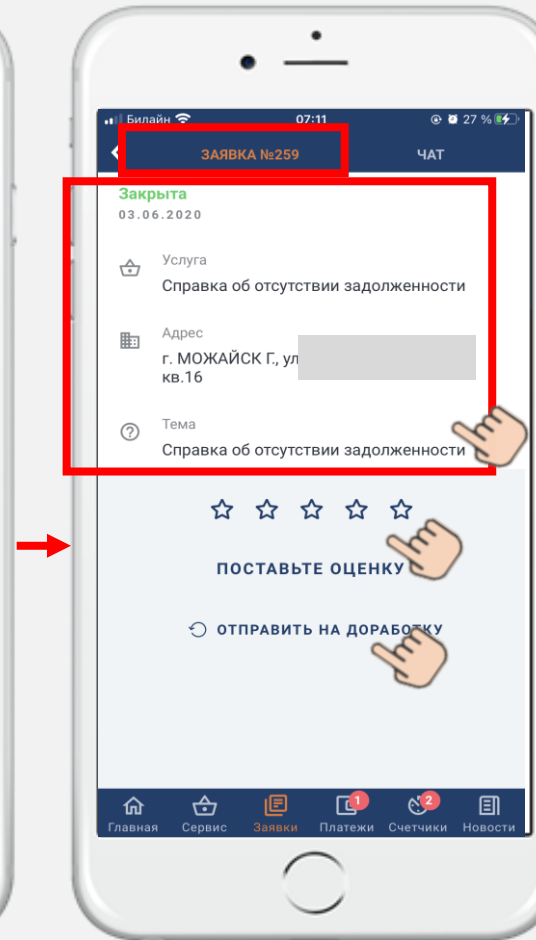 Билайн 07:11 27 %
ЗАЯВКА №259 ЧАТ
Закрыта
03.06.2020
Услуга
Справка об отсутствии задолженности
Адрес
г. МОЖАЙСК Г., ул
кв.16
Тема
Справка об отсутствии задолженности
ПОСТАВЬТЕ ОЦЕНКУ
ОТПРАВИТЬ НА ДОРАБОТКУ
1 2
Главная Сервис Заявки Платежи Счетчики Новости